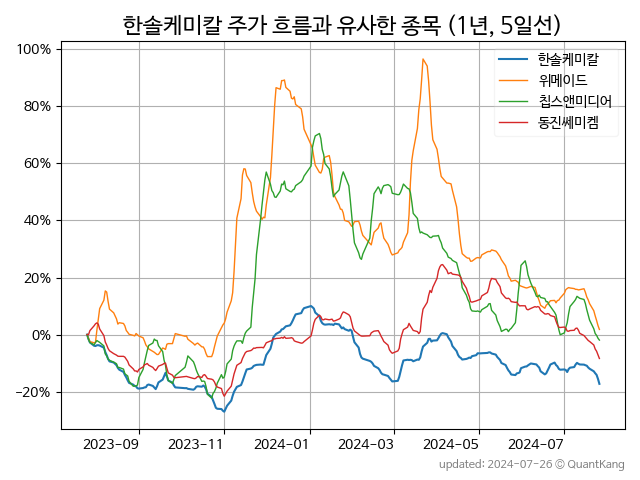 한솔케미칼 주가 흐름과 유사한 종목 (1년, 5일선)
100%
80%
60%
40%
20%
0%
−20%
한솔케미칼
위메이드
칩스앤미디어
동진쎄미켐
2023-09
2023-11
2024-01
2024-03
2024-05
2024-07
updated: 2024-07-26 © QuantKang